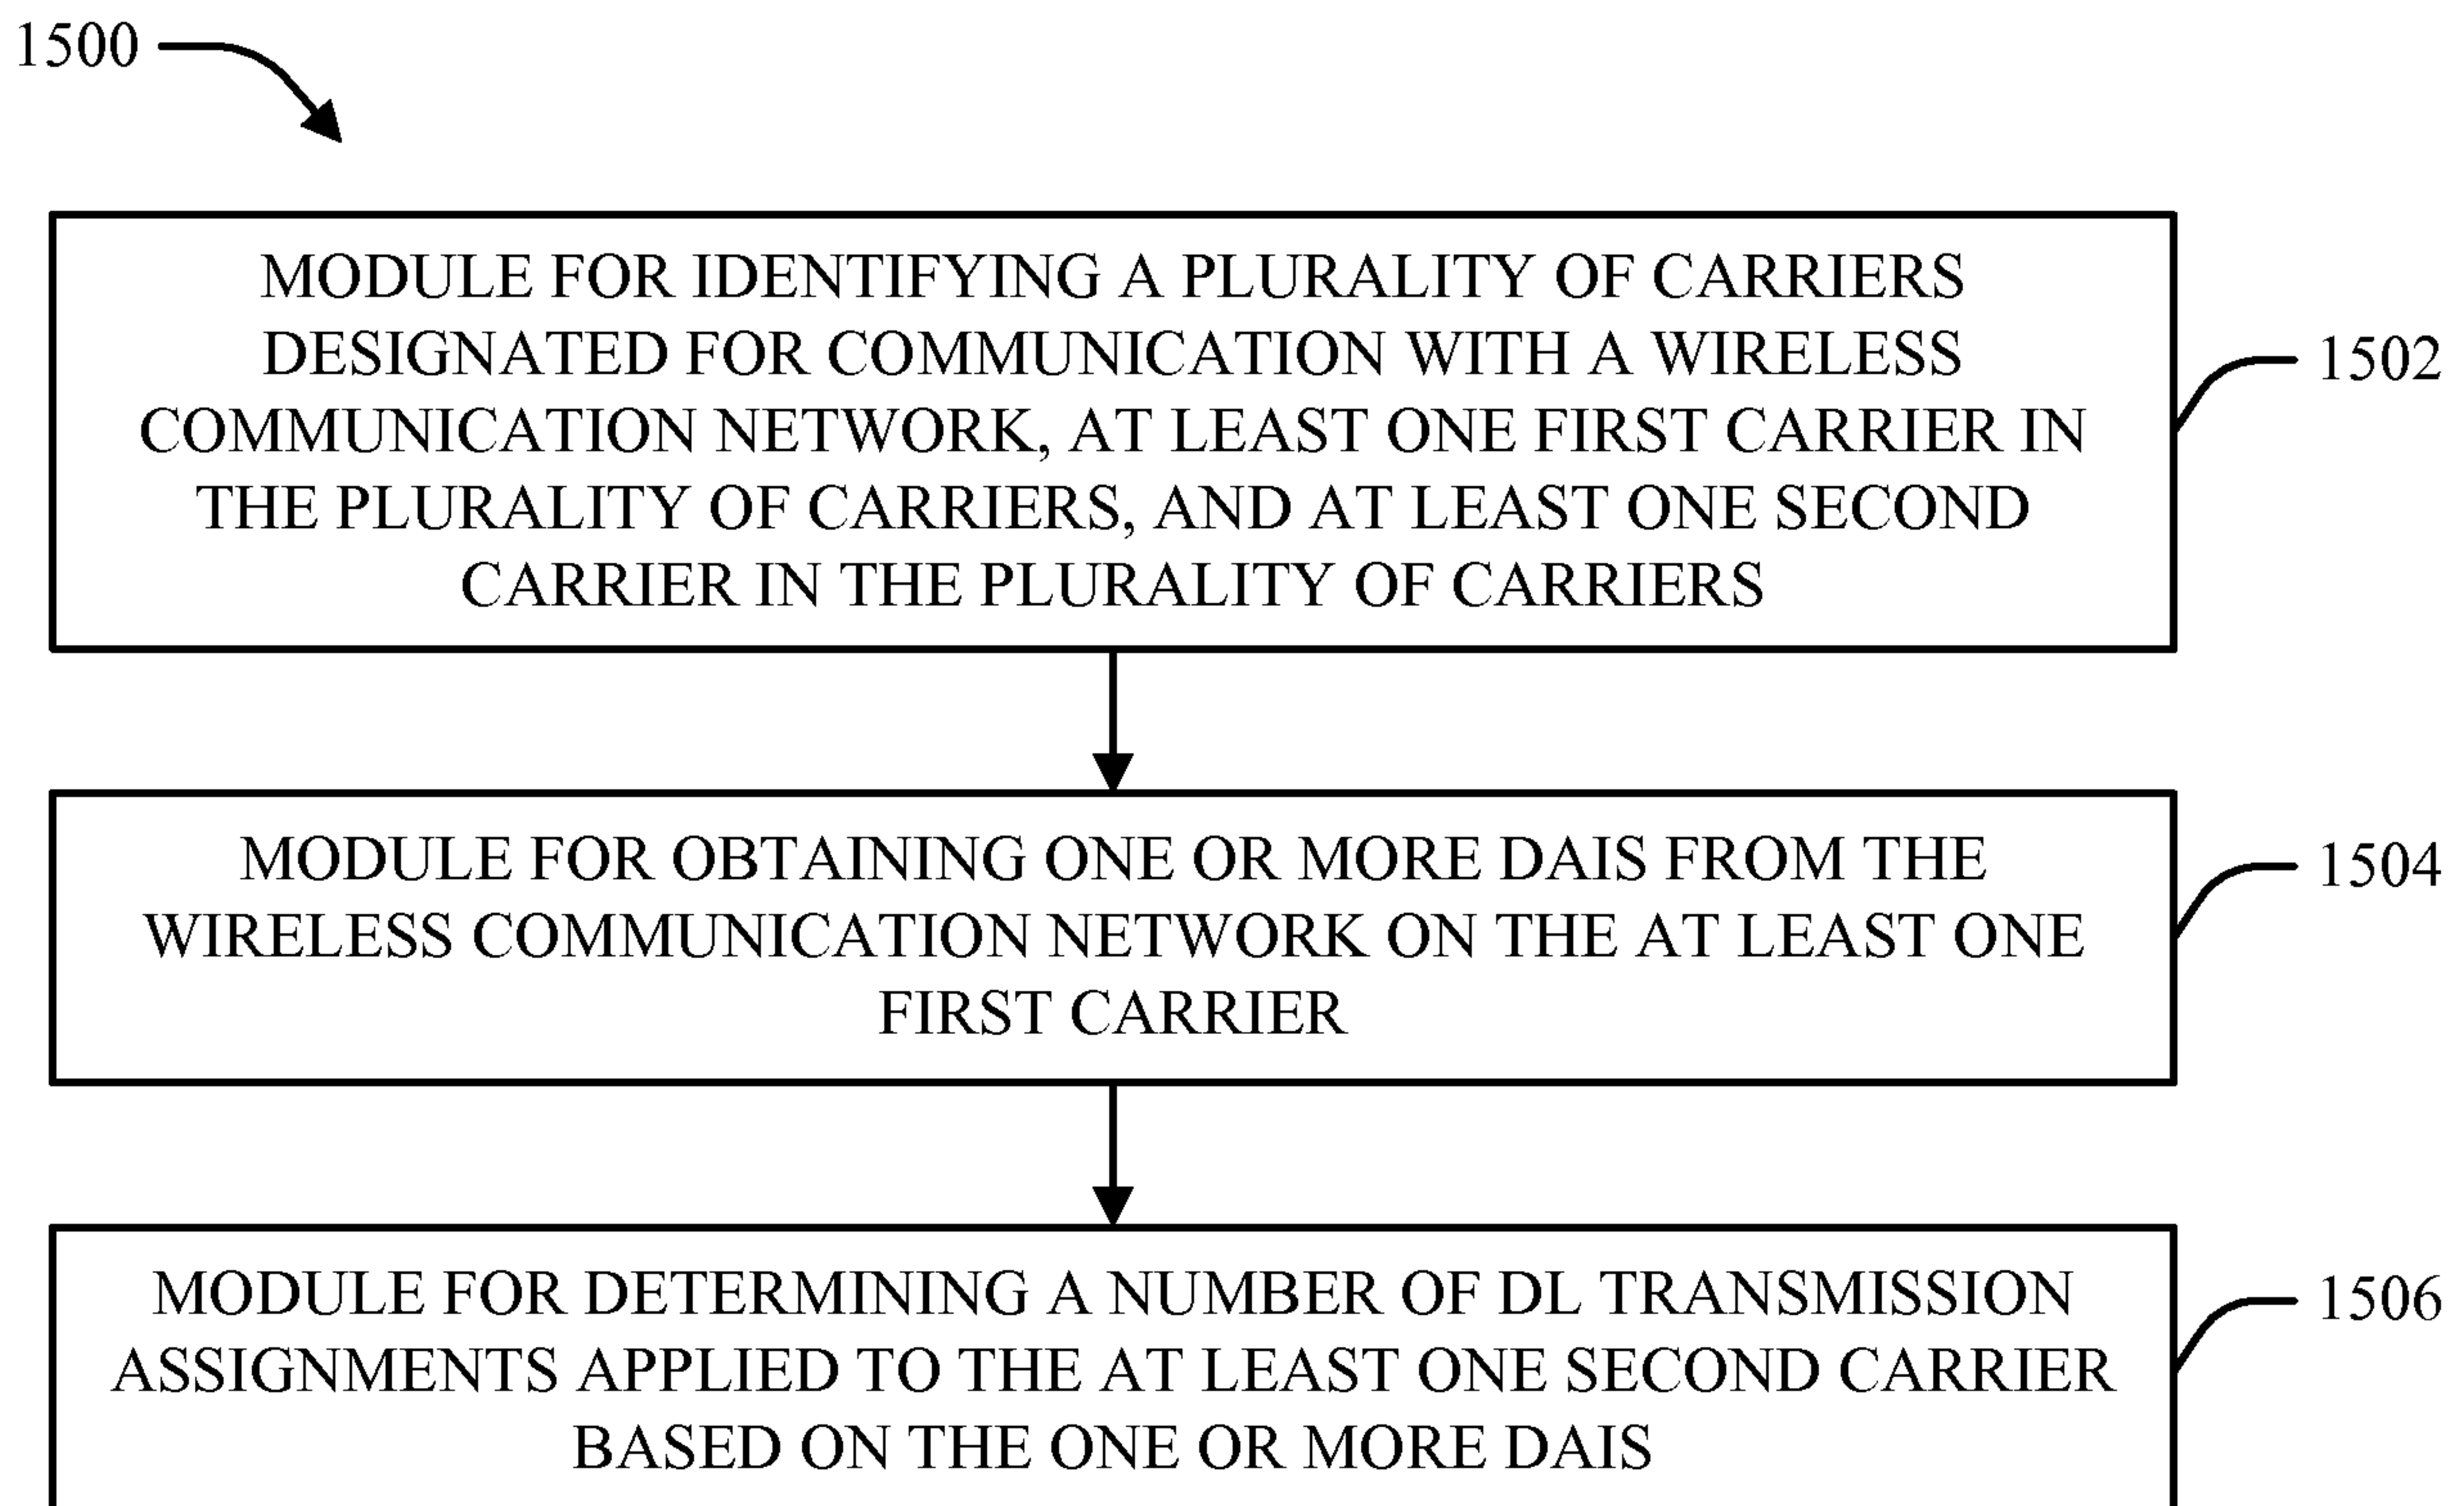 1500
MODULE FOR IDENTIFYING A PLURALITY OF CARRIERS
DESIGNATED FOR COMMUNICATION WITH A WIRELESS
COMMUNICATION NETWORK, AT LEAST ONE FIRST CARRIER IN
THE PLURALITY OF CARRIERS, AND AT LEAST ONE SECOND
CARRIER IN THE PLURALITY OF CARRIERS
1502
MODULE FOR OBTAINING ONE OR MORE DAIS FROM THE
WIRELESS COMMUNICATION NETWORK ON THE AT LEAST ONE
FIRST CARRIER
1504
MODULE FOR DETERMINING A NUMBER OF DL TRANSMISSION
ASSIGNMENTS APPLIED TO THE AT LEAST ONE SECOND CARRIER
BASED ON THE ONE OR MORE DAIS
1506